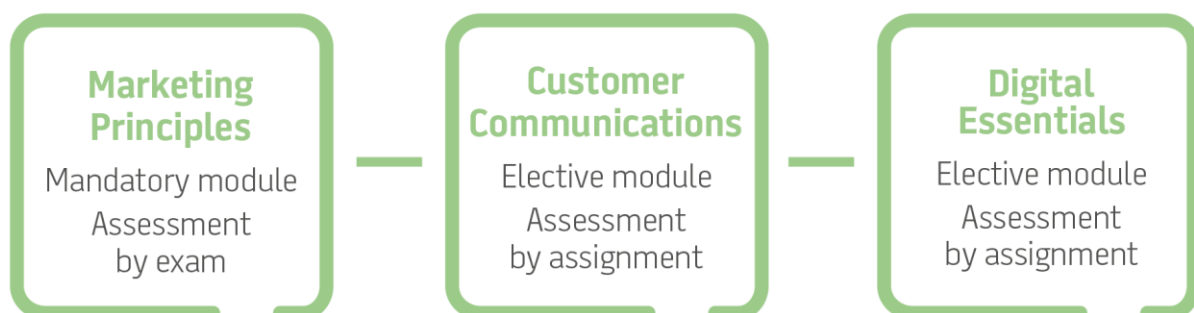 Marketing
Principles
Mandatory module
Assessment
by exam
Customer
Communications
Elective module
Assessment
by assignment
Digital
Essentials
Elective module
Assessment
by assignment